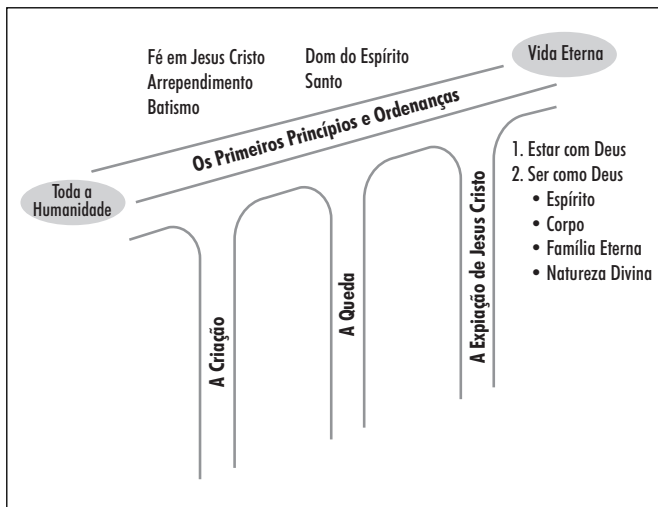 Fé em Jesus Cristo
Arrependimento
Batismo
Dom do Espírito
Santo
Vida Eterna
Os Primeiros Princípios e Ordenanças
Toda a
Humanidade
1. Estar com Deus
2. Ser como Deus
• Espírito
• Corpo
• Família Eterna
• Natureza Divina
A Criação
A Queda
A Expiação de Jesus Cristo